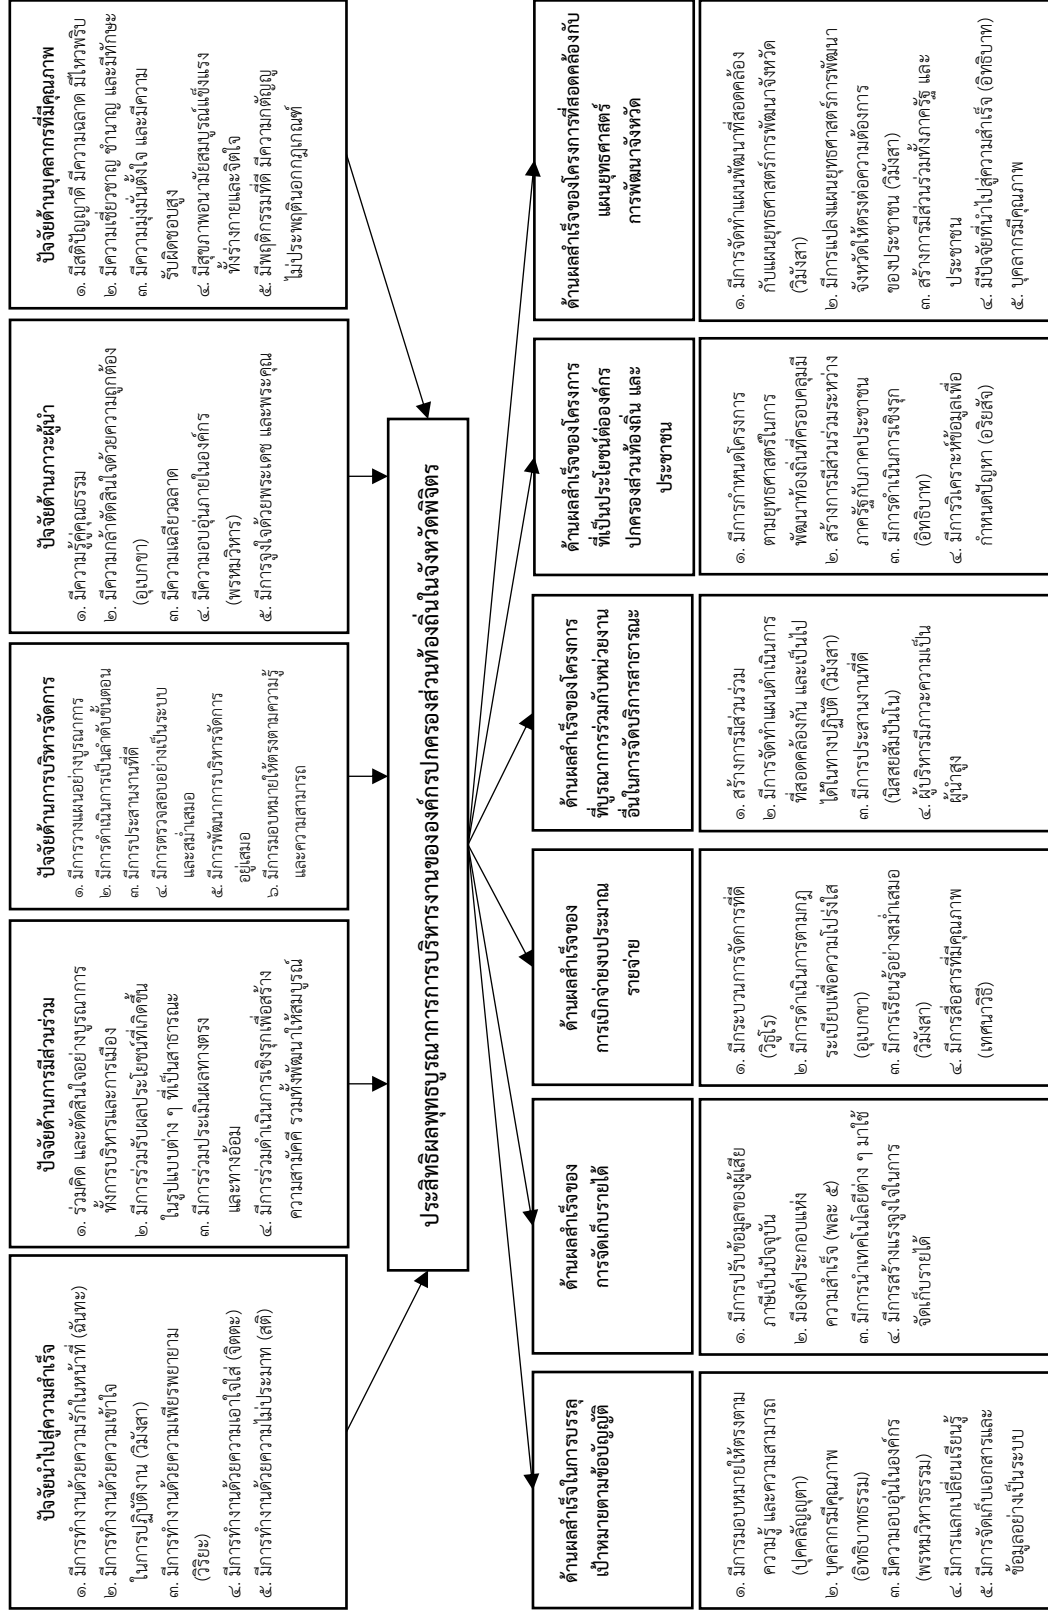 ปัจจัยนำไปสู่ความสำเร็จ
๑. มีการทำงานด้วยความรักในหน้าที่ (ฉันทะ)
๒. มีการทำงานด้วยความเข้าใจ
ในการปฏิบัติงาน (วิมังสา)
๓. มีการทำงานด้วยความเพียรพยายาม
(วิริยะ)
๔. มีการทำงานด้วยความเอาใจใส่ (จิตตะ)
๕. มีการทำงานด้วยความไม่ประมาท (สติ)
ปัจจัยด้านการมีส่วนร่วม
๑. ร่วมคิด และตัดสินใจอย่างบูรณาการ
ทั้งการบริหารและการเมือง
๒. มีการร่วมรับผลประโยชน์ที่เกิดขึ้น
ในรูปแบบต่าง ๆ ที่เป็นสาธารณะ
๓. มีการร่วมประเมินผลทางตรง
และทางอ้อม
๔. มีการร่วมดำเนินการเชิงรุกเพื่อสร้าง
ความสามัคคี รวมทั้งพัฒนาให้สมบูรณ์
ปัจจัยด้านการบริหารจัดการ
๑. มีการวางแผนอย่างบูรณาการ
๒. มีการดำเนินการเป็นลำดับขั้นตอน
๓. มีการประสานงานที่ดี
๔. มีการตรวจสอบอย่างเป็นระบบ
และสม่ำเสมอ
๕. มีการพัฒนาการบริหารจัดการ
อยู่เสมอ
๖. มีการมอบหมายให้ตรงตามความรู้
และความสามารถ
ปัจจัยด้านภาวะผู้นำ
๑. มีความรู้คู่คุณธรรม
๒. มีความกล้าตัดสินใจด้วยความถูกต้อง
(อุเบกขา)
๓. มีความเฉลียวฉลาด
๔. มีความอบอุ่นภายในองค์กร
(พรหมวิหาร)
๕. มีการจูงใจด้วยพระเดช และพระคุณ
ปัจจัยด้านบุคลากรที่มีคุณภาพ
๑. มีสติปัญญาดี มีความฉลาด มีไหวพริบ
๒. มีความเชี่ยวชาญ ชำนาญ และมีทักษะ
๓. มีความมุ่งมั่นตั้งใจ และมีความ
รับผิดชอบสูง
๔. มีสุขภาพอนามัยสมบูรณ์แข็งแรง
ทั้งร่างกายและจิตใจ
๕. มีพฤติกรรมที่ดี มีความกตัญญู
ไม่ประพฤตินอกกฎเกณฑ์
ประสิทธิผลพุทธบูรณาการการบริหารงานขององค์กรปกครองส่วนท้องถิ่นในจังหวัดพิจิตร
ด้านผลสำเร็จในการบรรลุ
เป้าหมายตามข้อบัญญัติ
๑. มีการมอบหมายให้ตรงตาม
ความรู้ และความสามารถ
(ปุคคลัญญุตา)
๒. บุคลากรมีคุณภาพ
(อิทธิบาทธรรม)
๓. มีความอบอุ่นในองค์กร
(พรหมวิหารธรรม)
๔. มีการแลกเปลี่ยนเรียนรู้
๕. มีการจัดเก็บเอกสารและ
ข้อมูลอย่างเป็นระบบ
ด้านผลสำเร็จของ
การจัดเก็บรายได้
๑. มีการปรับข้อมูลของผู้เสีย
ภาษีเป็นปัจจุบัน
๒. มีองค์ประกอบแห่ง
ความสำเร็จ (พละ ๕)
๓. มีการนำเทคโนโลยีต่าง ๆ มาใช้
๔. มีการสร้างแรงจูงใจในการ
จัดเก็บรายได้
ด้านผลสำเร็จของ
การเบิกจ่ายงบประมาณ
รายจ่าย
๑. มีกระบวนการจัดการที่ดี
(วิธูโร)
๒. มีการดำเนินการตามกฎ
ระเบียบเพื่อความโปร่งใส
(อุเบกขา)
๓. มีการเรียนรู้อย่างสม่ำเสมอ
(วิมังสา)
๔. มีการสื่อสารที่มีคุณภาพ
(เทศนาวิธี)
ด้านผลสำเร็จของโครงการ
ที่บูรณาการร่วมกับหน่วยงาน
อื่นในการจัดบริการสาธารณะ
๑. สร้างการมีส่วนร่วม
๒. มีการจัดทำแผนดำเนินการ
ที่สอดคล้องกัน และเป็นไป
ได้ในทางปฏิบัติ (วิมังสา)
๓. มีการประสานงานที่ดี
(นิสสยสัมปันโน)
๔. ผู้บริหารมีภาวะความเป็น
ผู้นำสูง
ด้านผลสำเร็จของโครงการ
ที่เป็นประโยชน์ต่อองค์กร
ปกครองส่วนท้องถิ่น และ
ประชาชน
๑. มีการกำหนดโครงการ
ตามยุทธศาสตร์ในการ
พัฒนาท้องถิ่นที่ครอบคลุมมี
๒. สร้างการมีส่วนร่วมระหว่าง
ภาครัฐกับภาคประชาชน
๓. มีการดำเนินการเชิงรุก
(อิทธิบาท)
๔. มีการวิเคราะห์ข้อมูลเพื่อ
กำหนดปัญหา (อริยสัจ)
ด้านผลสำเร็จของโครงการที่สอดคล้องกับ
แผนยุทธศาสตร์
การพัฒนาจังหวัด
๑. มีการจัดทำแผนพัฒนาที่สอดคล้อง
กับแผนยุทธศาสตร์การพัฒนาจังหวัด
(วิมังสา)
๒. มีการแปลงแผนยุทธศาสตร์การพัฒนา
จังหวัดให้ตรงต่อความต้องการ
ของประชาชน (วิมังสา)
๓. สร้างการมีส่วนร่วมทั้งภาครัฐ และ
ประชาชน
๔. มีปัจจัยที่นำไปสู่ความสำเร็จ (อิทธิบาท)
๕. บุคลากรมีคุณภาพ